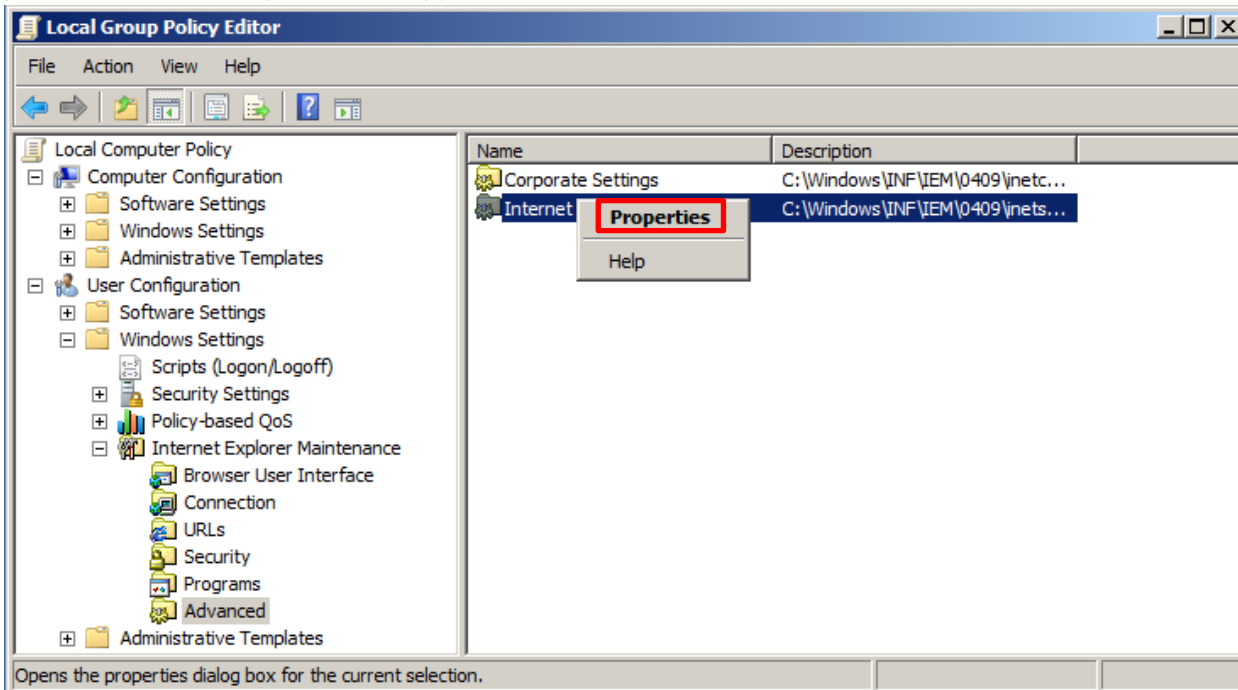 Local Group Policy Editor
File Action View Help
Local Computer Policy
Computer Configuration
Software Settings
Windows Settings
Administrative Templates
User Configuration
Software Settings
Windows Settings
Scripts (Logon/Logoff)
Security Settings
Policy-based QoS
Internet Explorer Maintenance
Browser User Interface
Connection
URLs
Security
Programs
Advanced
Administrative Templates
Name Description
Corporate Settings C:\Windows\INF\IEM\0409\inetc...
Internet C:\Windows\INF\IEM\0409\inets...
Properties
Help
Opens the properties dialog box for the current selection.